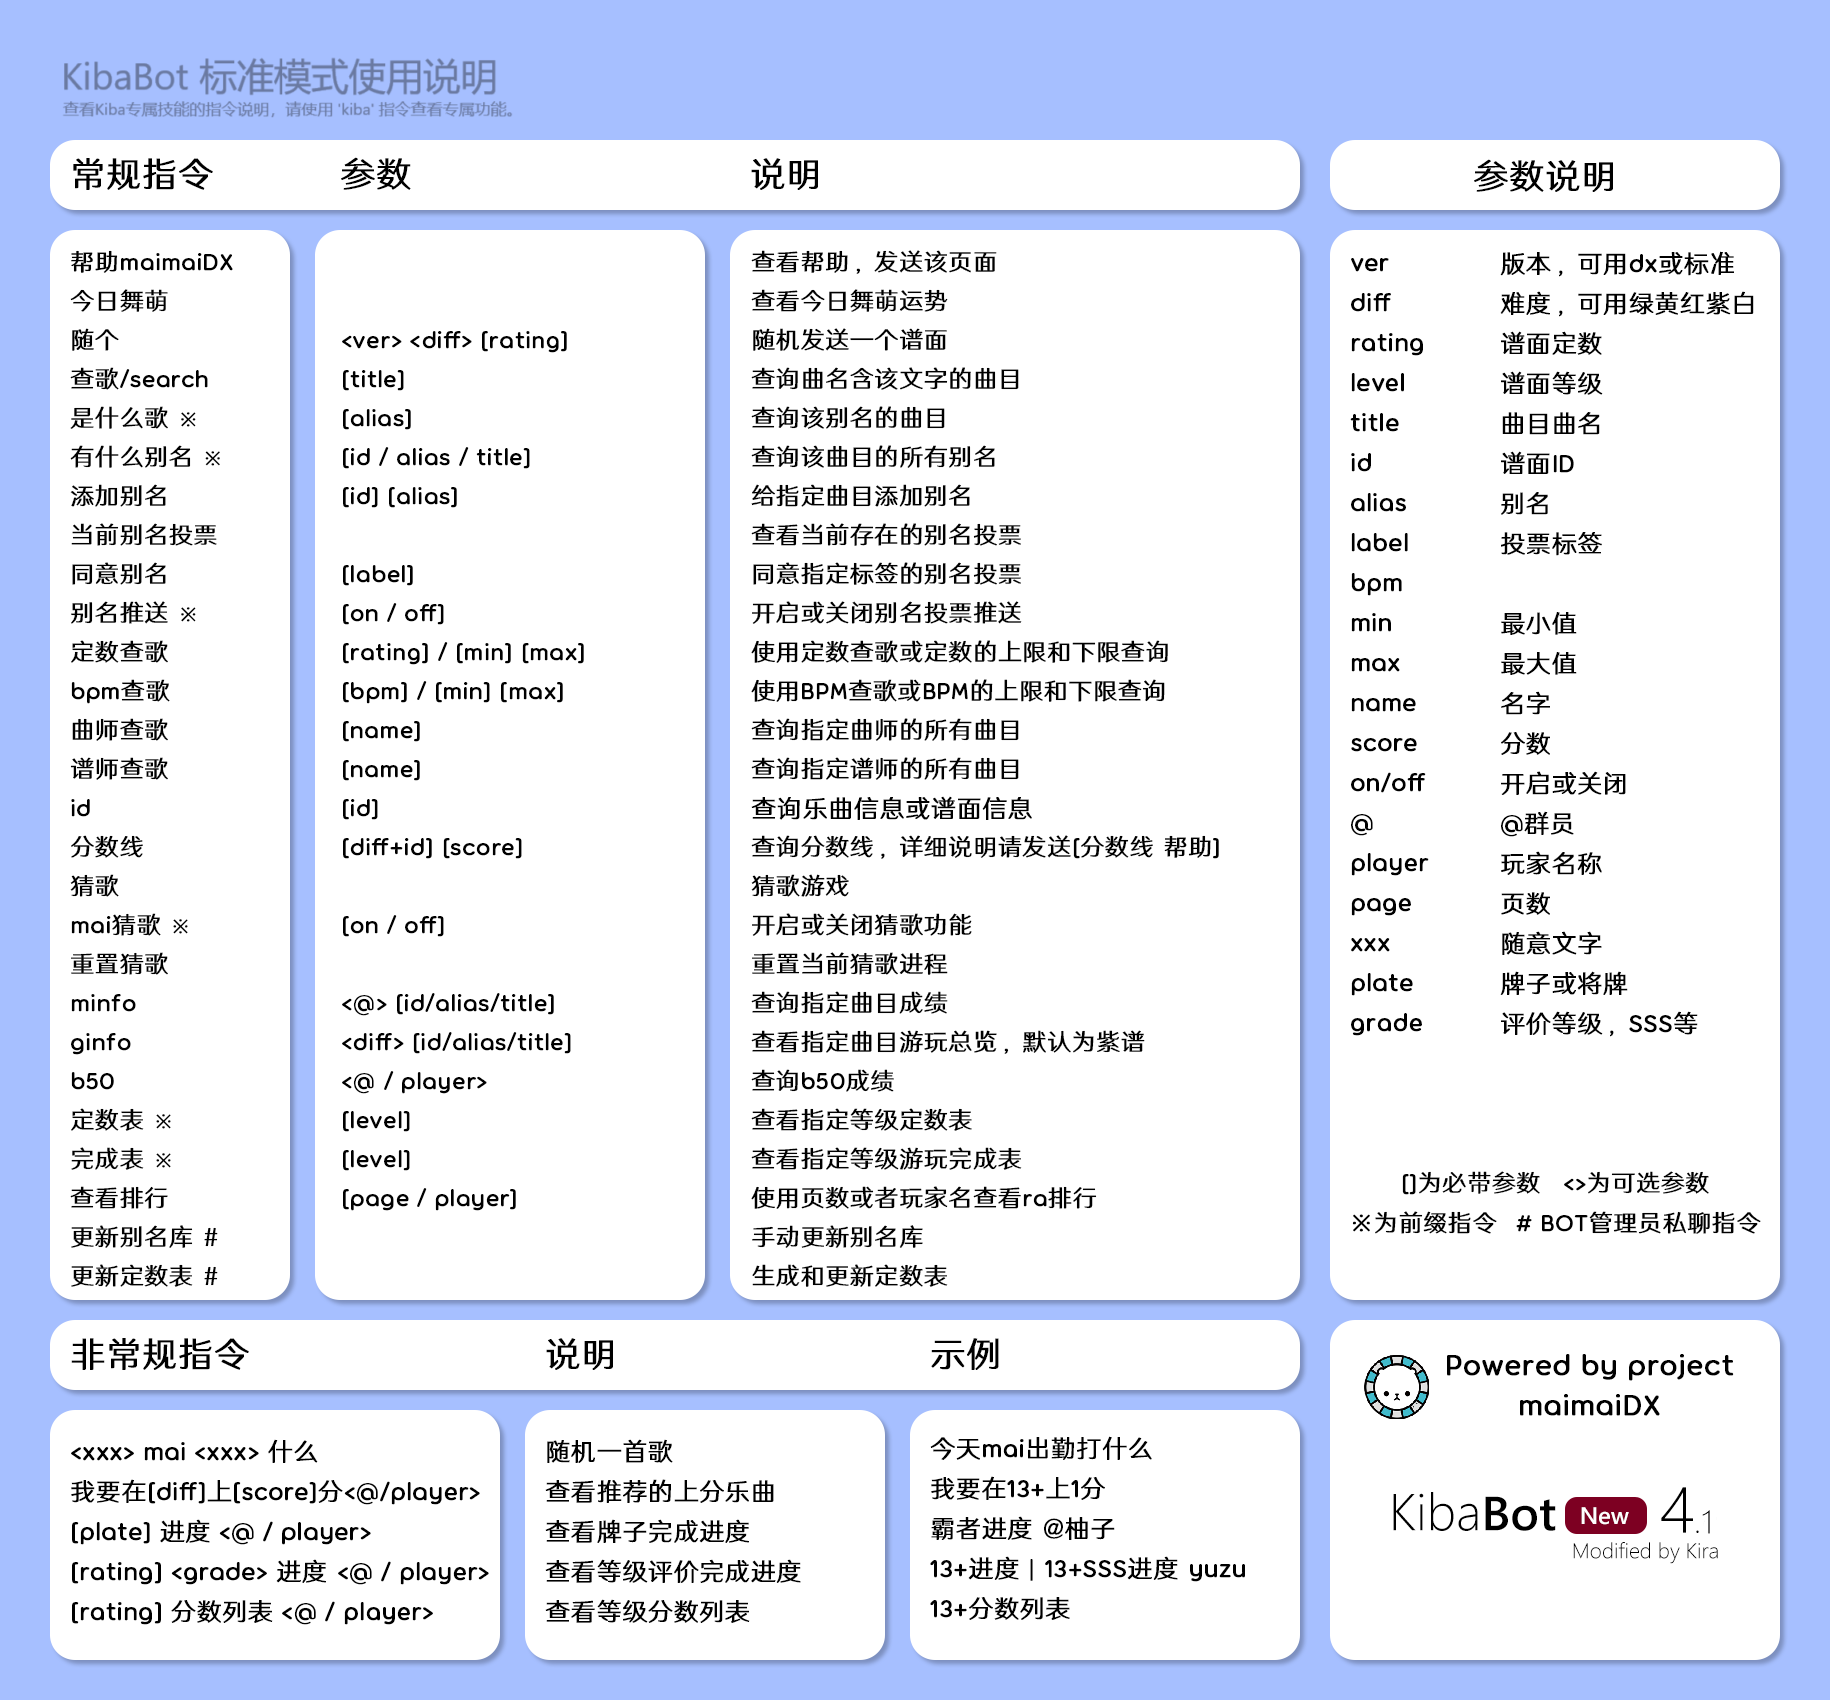 KibaBot 标准模式使用说明
查看Kiba专属技能的指令说明，请使用 'kiba' 指令查看专属功能。
常规指令 参数 说明
帮助maimaiDX 查看帮助，发送该页面
今日舞萌 查看今日舞萌运势
随个 <ver> <diff> [rating] 随机发送一个谱面
查歌/search [title] 查询曲名含该文字的曲目
是什么歌 ※ [alias] 查询该别名的曲目
有什么别名 ※ [id / alias / title] 查询该曲目的所有别名
添加别名 [id] [alias] 给指定曲目添加别名
当前别名投票 查看当前存在的别名投票
同意别名 [label] 同意指定标签的别名投票
别名推送 ※ [on / off] 开启或关闭别名投票推送
定数查歌 [rating] / [min] [max] 使用定数查歌或定数的上限和下限查询
bpm查歌 [bpm] / [min] [max] 使用BPM查歌或BPM的上限和下限查询
曲师查歌 [name] 查询指定曲师的所有曲目
谱师查歌 [name] 查询指定谱师的所有曲目
id [id] 查询乐曲信息或谱面信息
分数线 [diff+id] [score] 查询分数线，详细说明请发送[分数线 帮助]
猜歌 猜歌游戏
mai猜歌 ※ [on / off] 开启或关闭猜歌功能
重置猜歌 重置当前猜歌进程
minfo <@> [id/alias/title] 查询指定曲目成绩
ginfo <diff> [id/alias/title] 查看指定曲目游玩总览，默认为紫谱
b50 <@ / player> 查询b50成绩
定数表 ※ [level] 查看指定等级定数表
完成表 ※ [level] 查看指定等级游玩完成表
查看排行 [page / player] 使用页数或者玩家名查看ra排行
更新别名库 # 手动更新别名库
更新定数表 # 生成和更新定数表
参数说明
ver 版本，可用dx或标准
diff 难度，可用绿黄红紫白
rating 谱面定数
level 谱面等级
title 曲目曲名
id 谱面ID
alias 别名
label 投票标签
bpm
min 最小值
max 最大值
name 名字
score 分数
on/off 开启或关闭
@ @群员
player 玩家名称
page 页数
xxx 随意文字
plate 牌子或将牌
grade 评价等级，SSS等
[]为必带参数 <>为可选参数
※为前缀指令 # BOT管理员私聊指令
非常规指令 说明 示例
<xxx> mai <xxx> 什么 随机一首歌 今天mai出勤打什么
我要在[diff]上[score]分<@/player> 查看推荐的上分乐曲 我要在13+上1分
[plate] 进度 <@ / player> 查看牌子完成进度 霸者进度 @柚子
[rating] <grade> 进度 <@ / player> 查看等级评价完成进度 13+进度 | 13+SSS进度 yuzu
[rating] 分数列表 <@ / player> 查看等级分数列表 13+分数列表
Powered by project
maimaiDX
KibaBot New 4.1
Modified by Kira